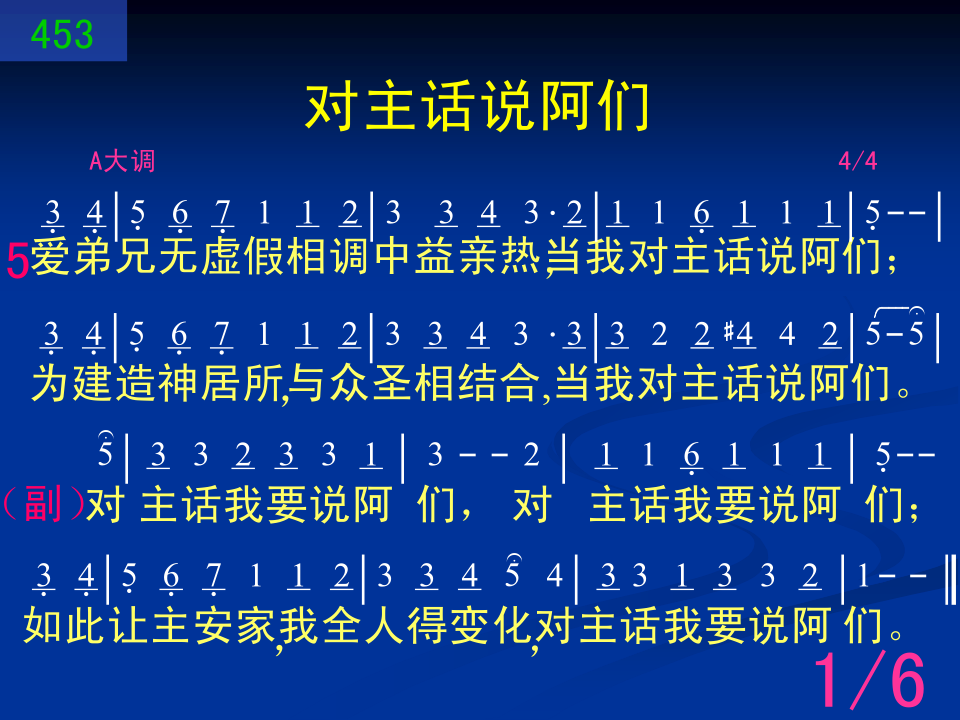 453
对主话说阿们
A大调 4/4
3 4|5 6 7 1 1 2|3 3 4 3·2|1 1 6 1 1 1|5--|
5爱弟兄无虚假相调中益亲热,当我对主话说阿们；
3 4|5 6 7 1 1 2|3 3 4 3·3|3 2 2 #4 4 2|5-5|
为建造神居所,与众圣相结合,当我对主话说阿们。
5|3 3 2 3 3 1|3--2|1 1 6 1 1 1|5--
（副）对 主话我要说阿 们， 对 主话我要说阿 们；
3 4|5 6 7 1 1 2|3 3 4 5 4|3 3 1 3 3 2|1--‖
如此让主安家,我全人得变化,对主话我要说阿 们。
1/6